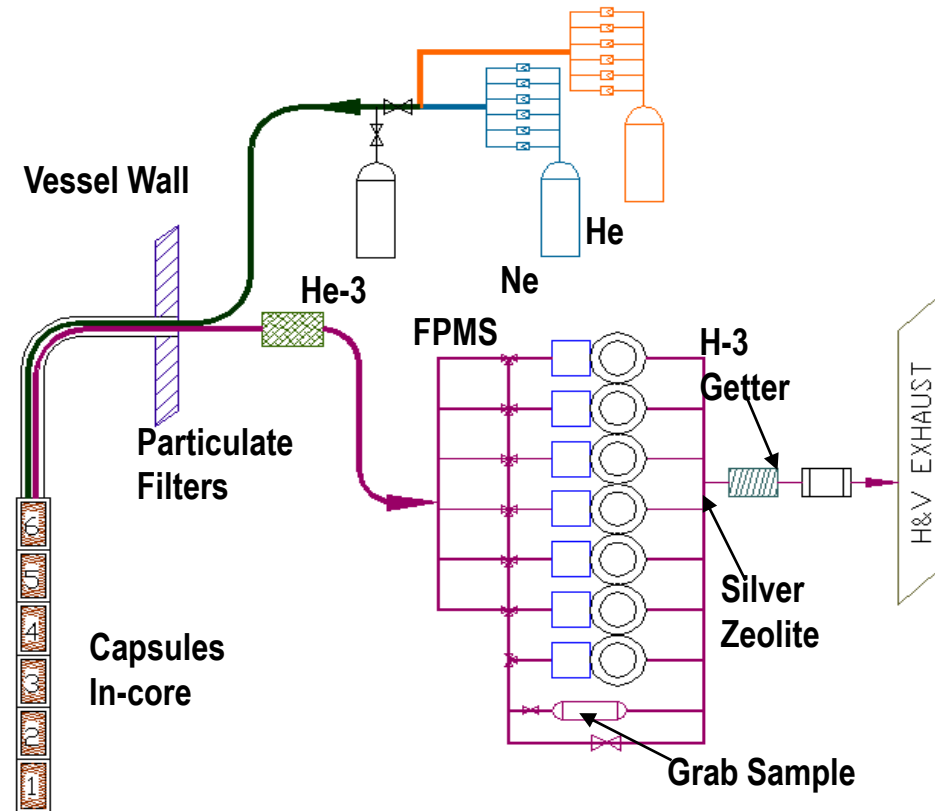 He
Ne
Vessel Wall
He-3
FPMS
H-3
Getter
H&V EXHAUST
Particulate
Filters
Silver
Zeolite
Capsules
In-core
Grab Sample
6
5
4
3
2
1